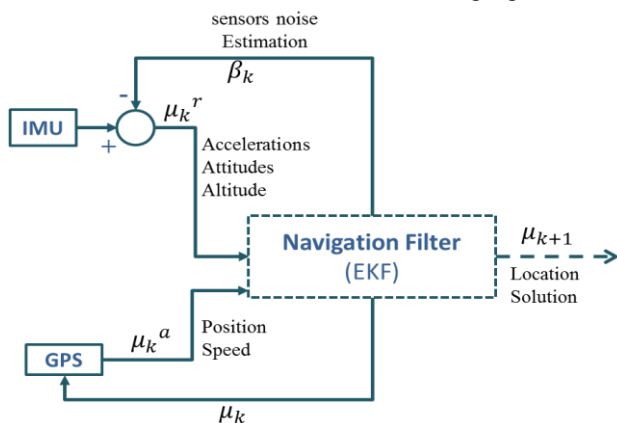 sensors noise
Estimation
β_k
-
IMU
+
μ_k^r
Accelerations
Attitudes
Altitude
Navigation Filter
(EKF)
μ_{k+1}
Location
Solution
Position
Speed
μ_k^a
GPS
μ_k